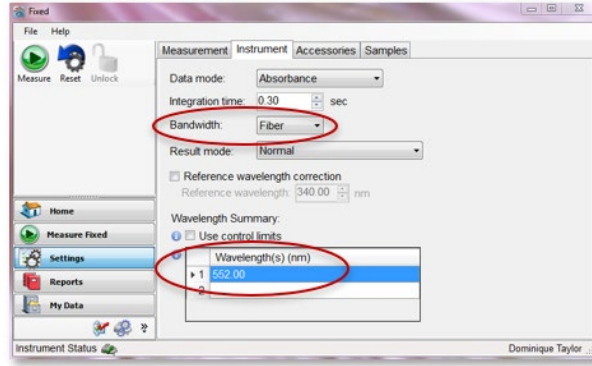 Fixed
File Help
Measure Reset Unlock
Measurement Instrument Accessories Samples
Data mode: Absorbance
Integration time: 0.30 sec
Bandwidth: Fiber
Result mode: Normal
Reference wavelength correction
Reference wavelength: 340.00 nm
Wavelength Summary:
Use control limits
Wavelength(s) (nm)
1 552.00
2
Home
Measure Fixed
Settings
Reports
My Data
Instrument Status
Dominique Taylor